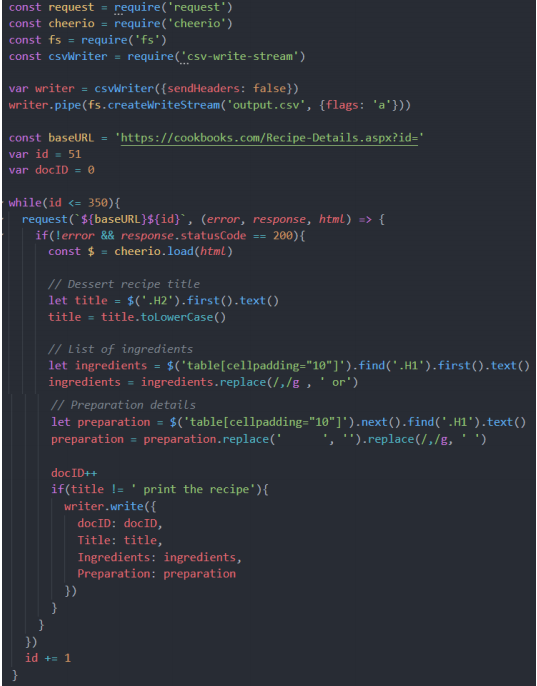 const request = require('request')
const cheerio = require('cheerio')
const fs = require('fs')
const csvWriter = require('csv-write-stream')
var writer = csvWriter({sendHeaders: false})
writer.pipe(fs.createWriteStream('output.csv', {flags: 'a'}))
const baseURL = 'https://cookbooks.com/Recipe-Details.aspx?id='
var id = 51
var docID = 0
while(id <= 350){
request(`${baseURL}${id}`, (error, response, html) => {
if(!error && response.statusCode == 200){
const $ = cheerio.load(html)
// Dessert recipe title
let title = $('.H2').first().text()
title = title.toLowerCase()
// List of ingredients
let ingredients = $('table[cellpadding="10"]').find('.H1').first().text()
ingredients = ingredients.replace(/,/g , ' or')
// Preparation details
let preparation = $('table[cellpadding="10"]').next().find('.H1').text()
preparation = preparation.replace('      ', '').replace(/,/g, ' ')
docID++
if(title != ' print the recipe'){
writer.write({
docID: docID,
Title: title,
Ingredients: ingredients,
Preparation: preparation
})
}
}
})
id += 1
}